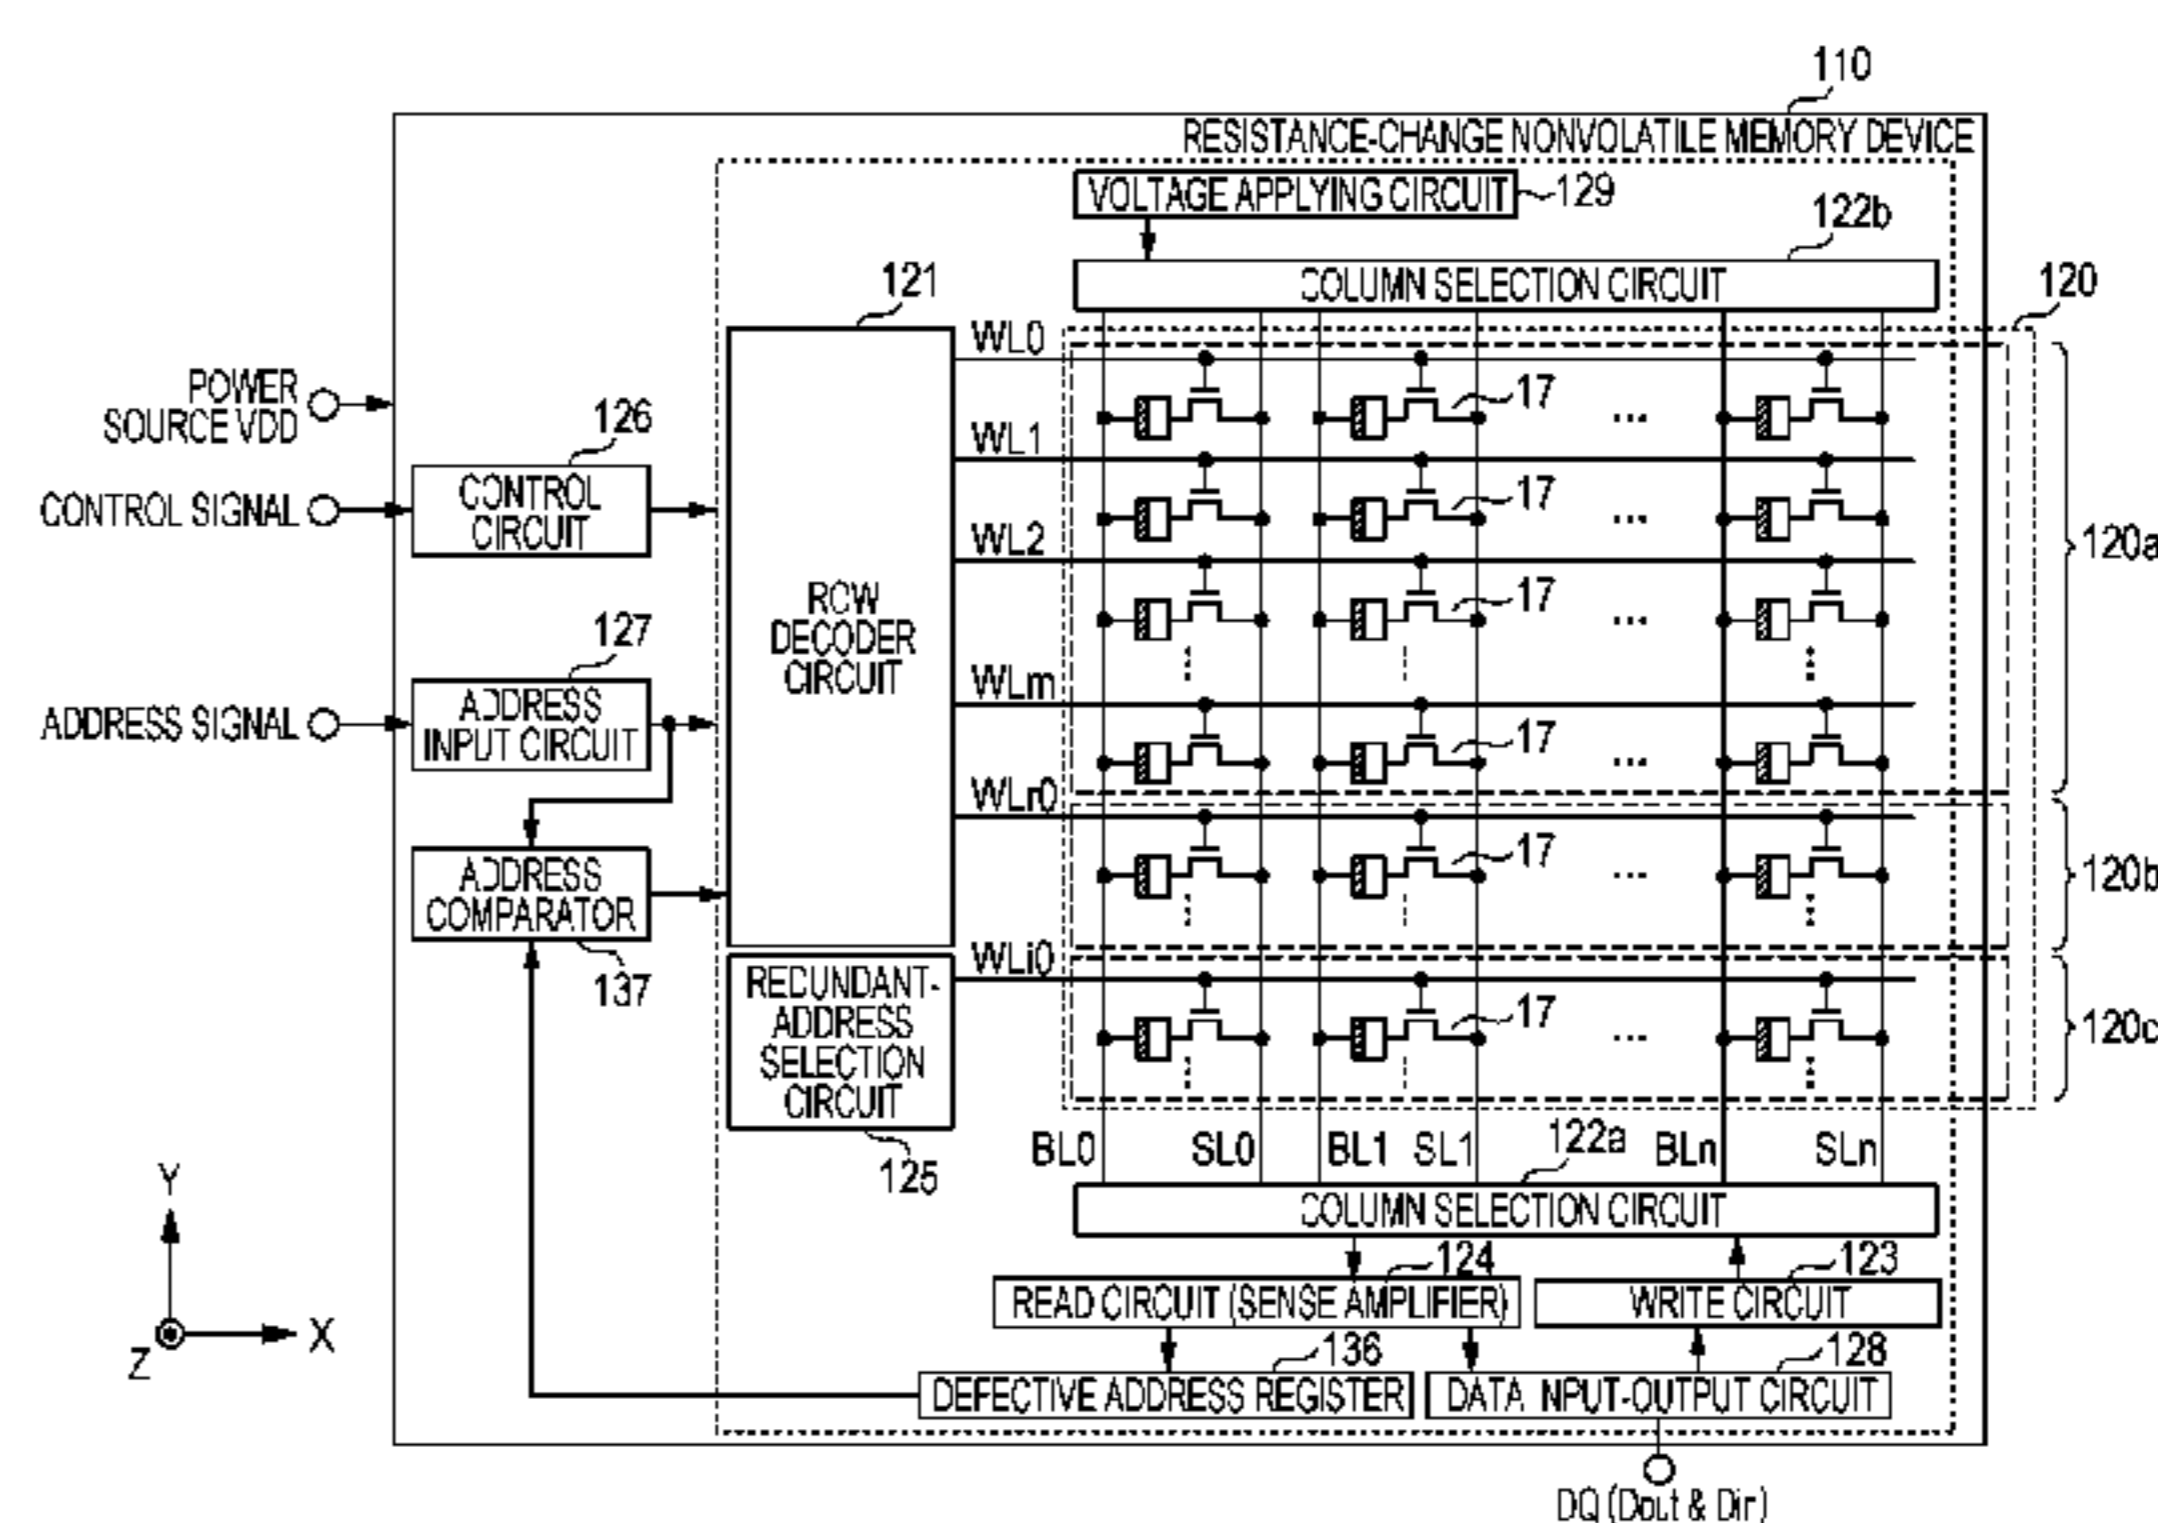 110
RESISTANCE-CHANGE NONVOLATILE MEMORY DEVICE
VOLTAGE APPLYING CIRCUIT
129
122b
COLUMN SELECTION CIRCUIT
121
120
WL0
POWER
SOURCE VDD
17
126
WL1
CONTROL SIGNAL
CONTROL
CIRCUIT
17
...
WL2
120a
ROW
DECODER
CIRCUIT
17
127
WLm
ADDRESS SIGNAL
ADDRESS
INPUT CIRCUIT
17
WLr0
17
120b
ADDRESS
COMPARATOR
137
WLi0
REDUNDANT-
ADDRESS
SELECTION
CIRCUIT
17
120c
125
BL0
SL0
BL1
SL1
122a
BLn
SLn
COLUMN SELECTION CIRCUIT
124
123
READ CIRCUIT (SENSE AMPLIFIER)
WRITE CIRCUIT
136
128
DEFECTIVE ADDRESS REGISTER
DATA INPUT-OUTPUT CIRCUIT
DQ (Dout & Din)
Y
X
Z